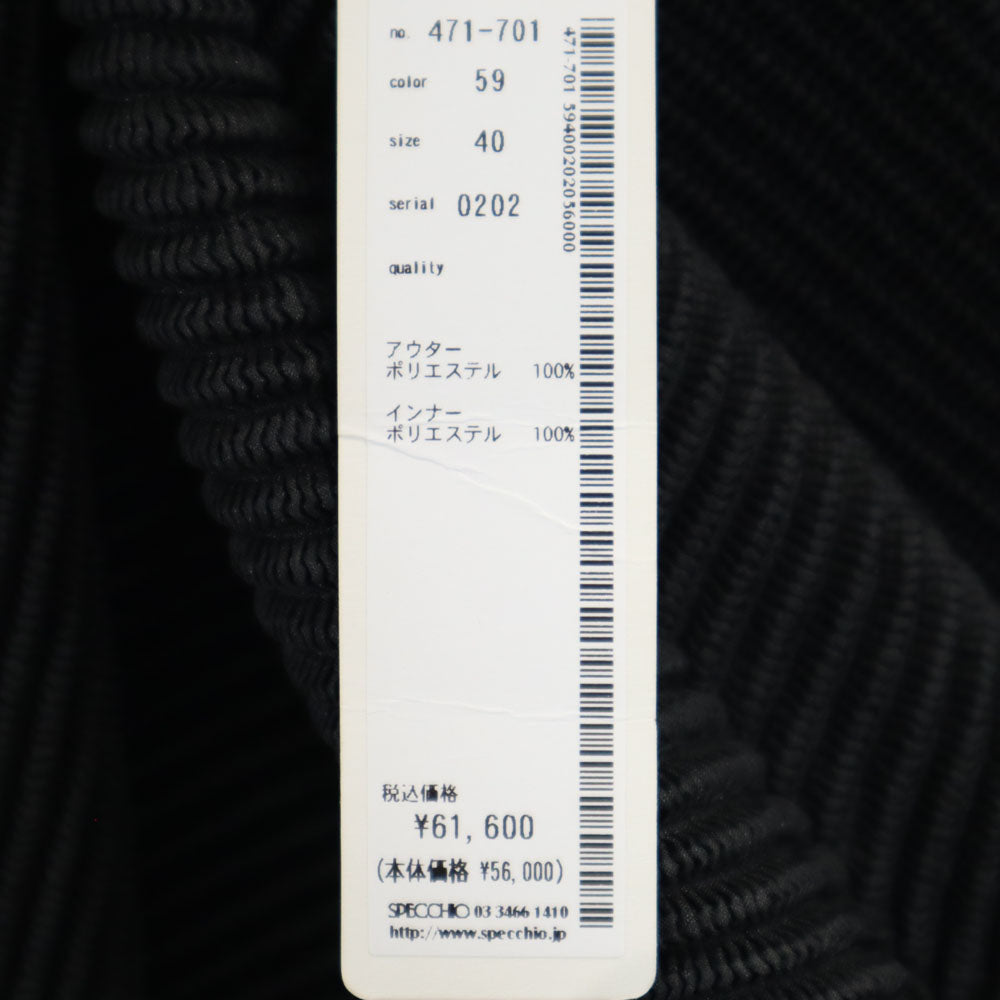 no. 471-701
color 59
size 40
serial 0202
quality
アウター
ポリエステル 100%
インナー
ポリエステル 100%
税込価格
¥61,600
(本体価格 ¥56,000)
SPECCHIO 03 3466 1410
http://www.specchio.jp
471-701 59400202056000